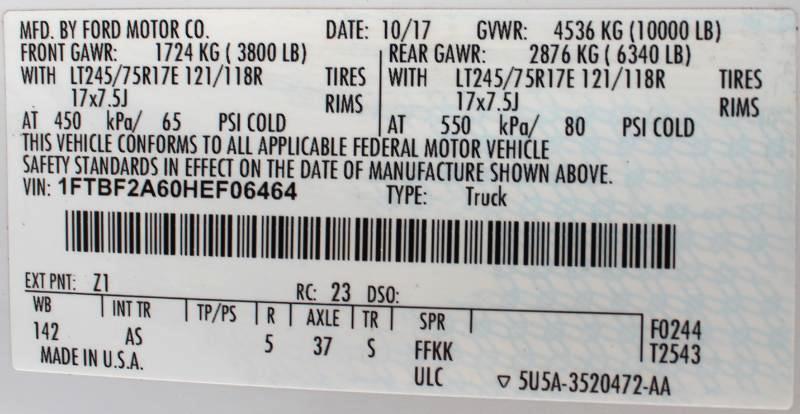 MFD. BY FORD MOTOR CO. DATE: 10/17 GVWR: 4536 KG (10000 LB)
FRONT GAWR: 1724 KG ( 3800 LB) REAR GAWR: 2876 KG ( 6340 LB)
WITH LT245/75R17E 121/118R TIRES WITH LT245/75R17E 121/118R TIRES
17x7.5J RIMS 17x7.5J RIMS
AT 450 kPa/ 65 PSI COLD AT 550 kPa/ 80 PSI COLD
THIS VEHICLE CONFORMS TO ALL APPLICABLE FEDERAL MOTOR VEHICLE
SAFETY STANDARDS IN EFFECT ON THE DATE OF MANUFACTURE SHOWN ABOVE.
VIN: 1FTBF2A60HEF06464 TYPE: Truck
EXT PNT: Z1 RC: 23 DSO:
WB INT TR TP/PS R AXLE TR SPR F0244
142 AS 5 37 S FFKK T2543
MADE IN U.S.A. ULC ▽ 5U5A-3520472-AA